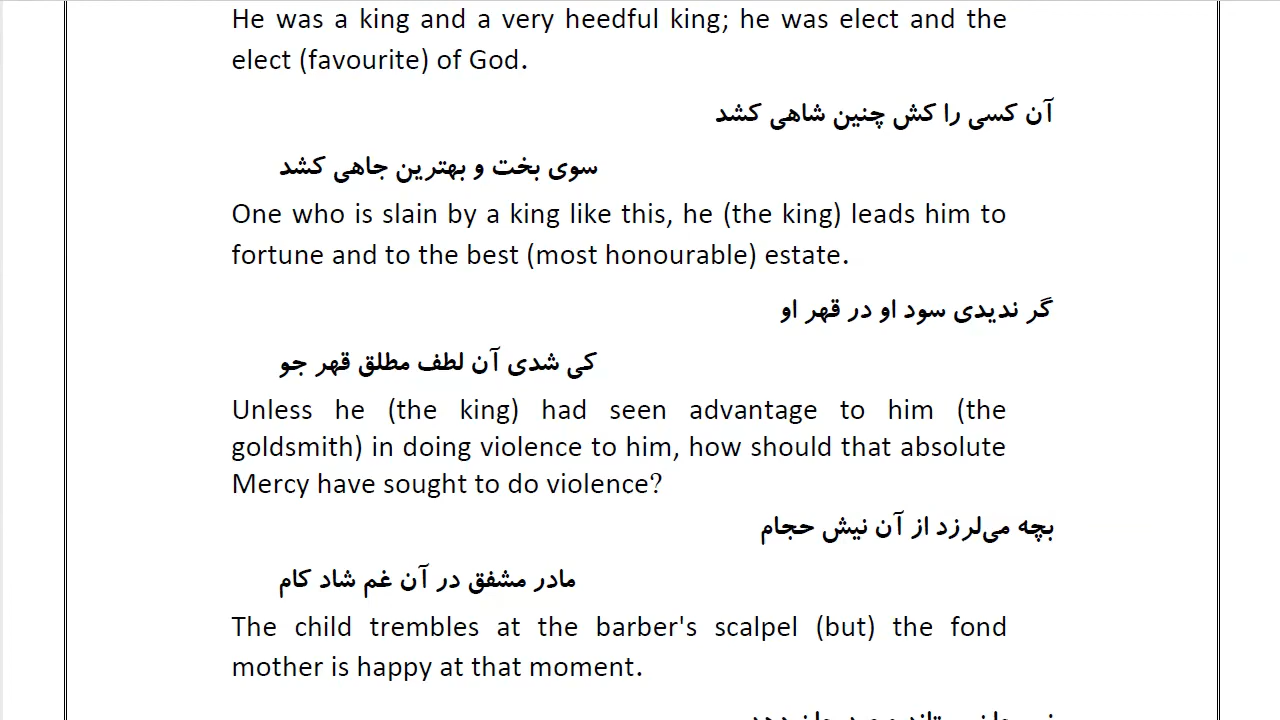 He was a king and a very heedful king; he was elect and the
elect (favourite) of God.
آن کسی را کش چنین شاهی کشد
سوی بخت و بهترین جاهی کشد
One who is slain by a king like this, he (the king) leads him to
fortune and to the best (most honourable) estate.
گر ندیدی سود او در قهر او
کی شدی آن لطف مطلق قهر جو
Unless he (the king) had seen advantage to him (the
goldsmith) in doing violence to him, how should that absolute
Mercy have sought to do violence?
بچه می‌لرزد از آن نیش حجام
مادر مشفق در آن غم شاد کام
The child trembles at the barber's scalpel (but) the fond
mother is happy at that moment.